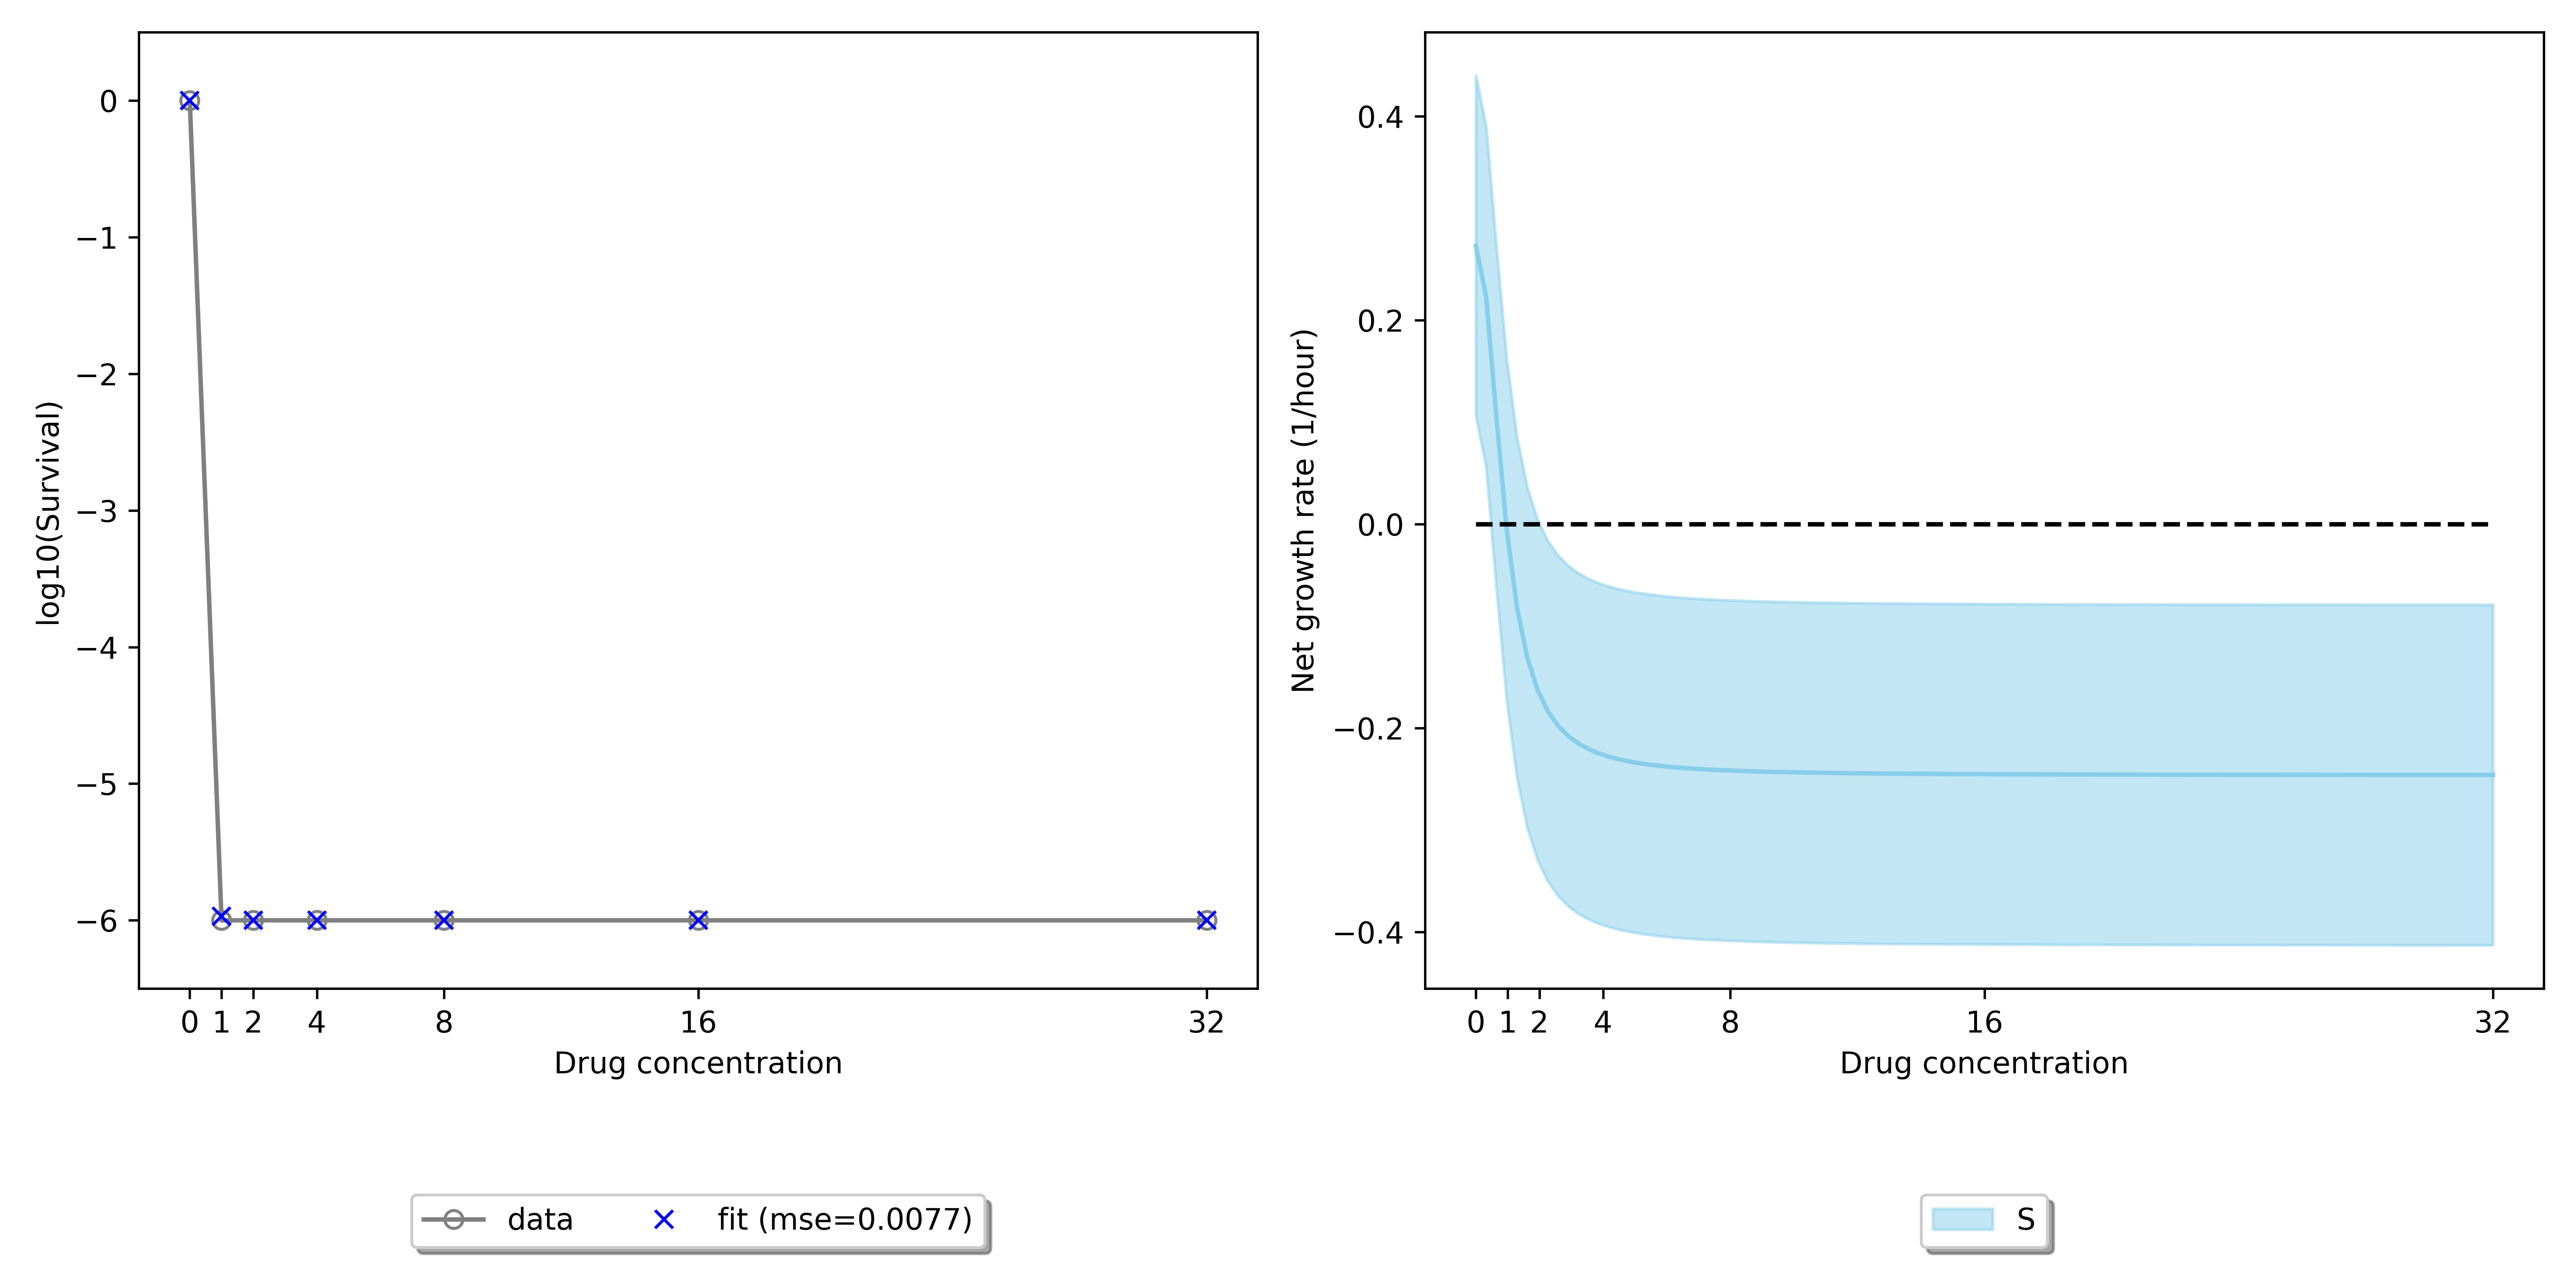 0
−1
−2
−3
−4
−5
−6
log10(Survival)
0 1 2 4 8 16 32
Drug concentration
data fit (mse=0.0077)
0.4
0.2
0.0
−0.2
−0.4
Net growth rate (1/hour)
0 1 2 4 8 16 32
Drug concentration
S